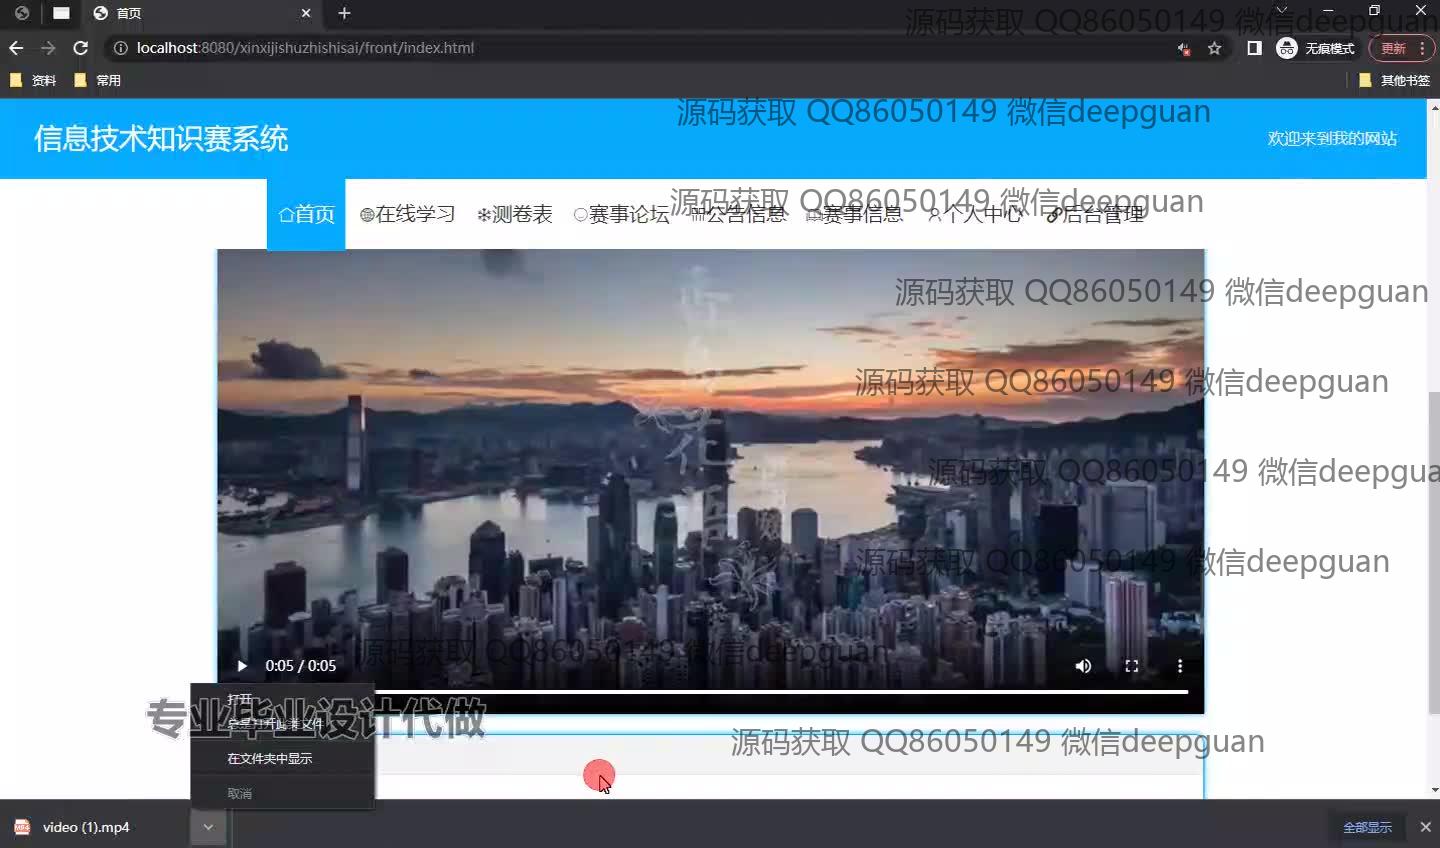 首页
源码获取 QQ86050149 微信deepguan
localhost:8080/xinxijishuzhishisai/front/index.html
无痕模式
更新
资料
常用
其他书签
源码获取 QQ86050149 微信deepguan
信息技术知识赛系统
欢迎来到我的网站
源码获取 QQ86050149 微信deepguan
首页
在线学习
测卷表
赛事论坛
公告信息
赛事信息
个人中心
后台管理
源码获取 QQ86050149 微信deepguan
源码获取 QQ86050149 微信deepguan
源码获取 QQ86050149 微信deepgua
源码获取 QQ86050149 微信deepguan
源码获取 QQ86050149 微信deepguan
0:05 / 0:05
打开
总是打开此类文件
专业毕业设计代做
源码获取 QQ86050149 微信deepguan
在文件夹中显示
取消
video (1).mp4
全部显示